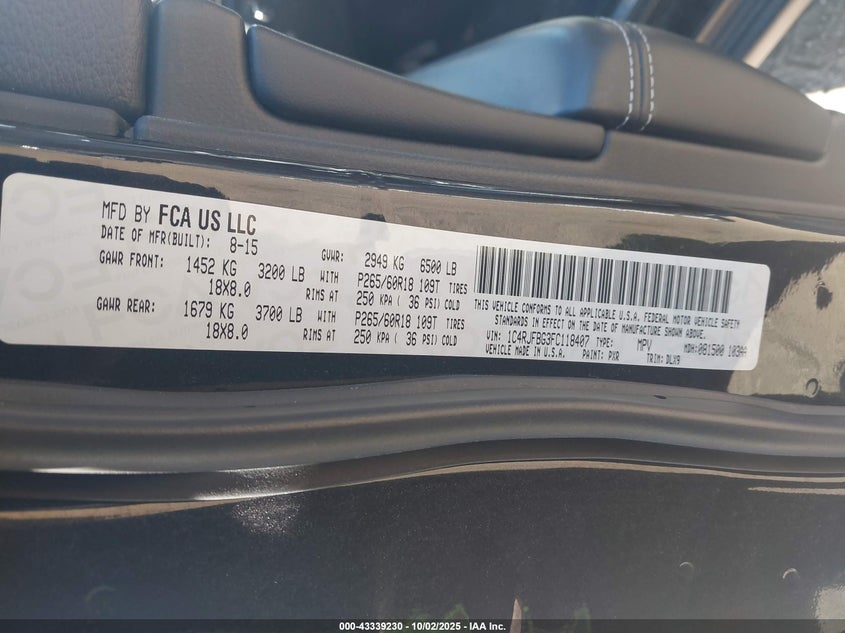 MFD BY FCA US LLC
DATE OF MFR(BUILT): 8-15 GVWR: 2949 KG 6500 LB
GAWR FRONT: 1452 KG 3200 LB WITH P265/60R18 109T TIRES
18X8.0 RIMS AT 250 KPA ( 36 PSI) COLD
GAWR REAR: 1679 KG 3700 LB WITH P265/60R18 109T TIRES
18X8.0 RIMS AT 250 KPA ( 36 PSI) COLD
THIS VEHICLE CONFORMS TO ALL APPLICABLE U.S.A. FEDERAL MOTOR VEHICLE SAFETY
STANDARDS IN EFFECT ON THE DATE OF MANUFACTURE SHOWN ABOVE.
VIN: 1C4RJFBG3FC118407 TYPE: MPV MDH: 081500
VEHICLE MADE IN U.S.A. PAINT: PXR TRIM: DLX9
000-43339230 - 10/02/2025 - IAA Inc.